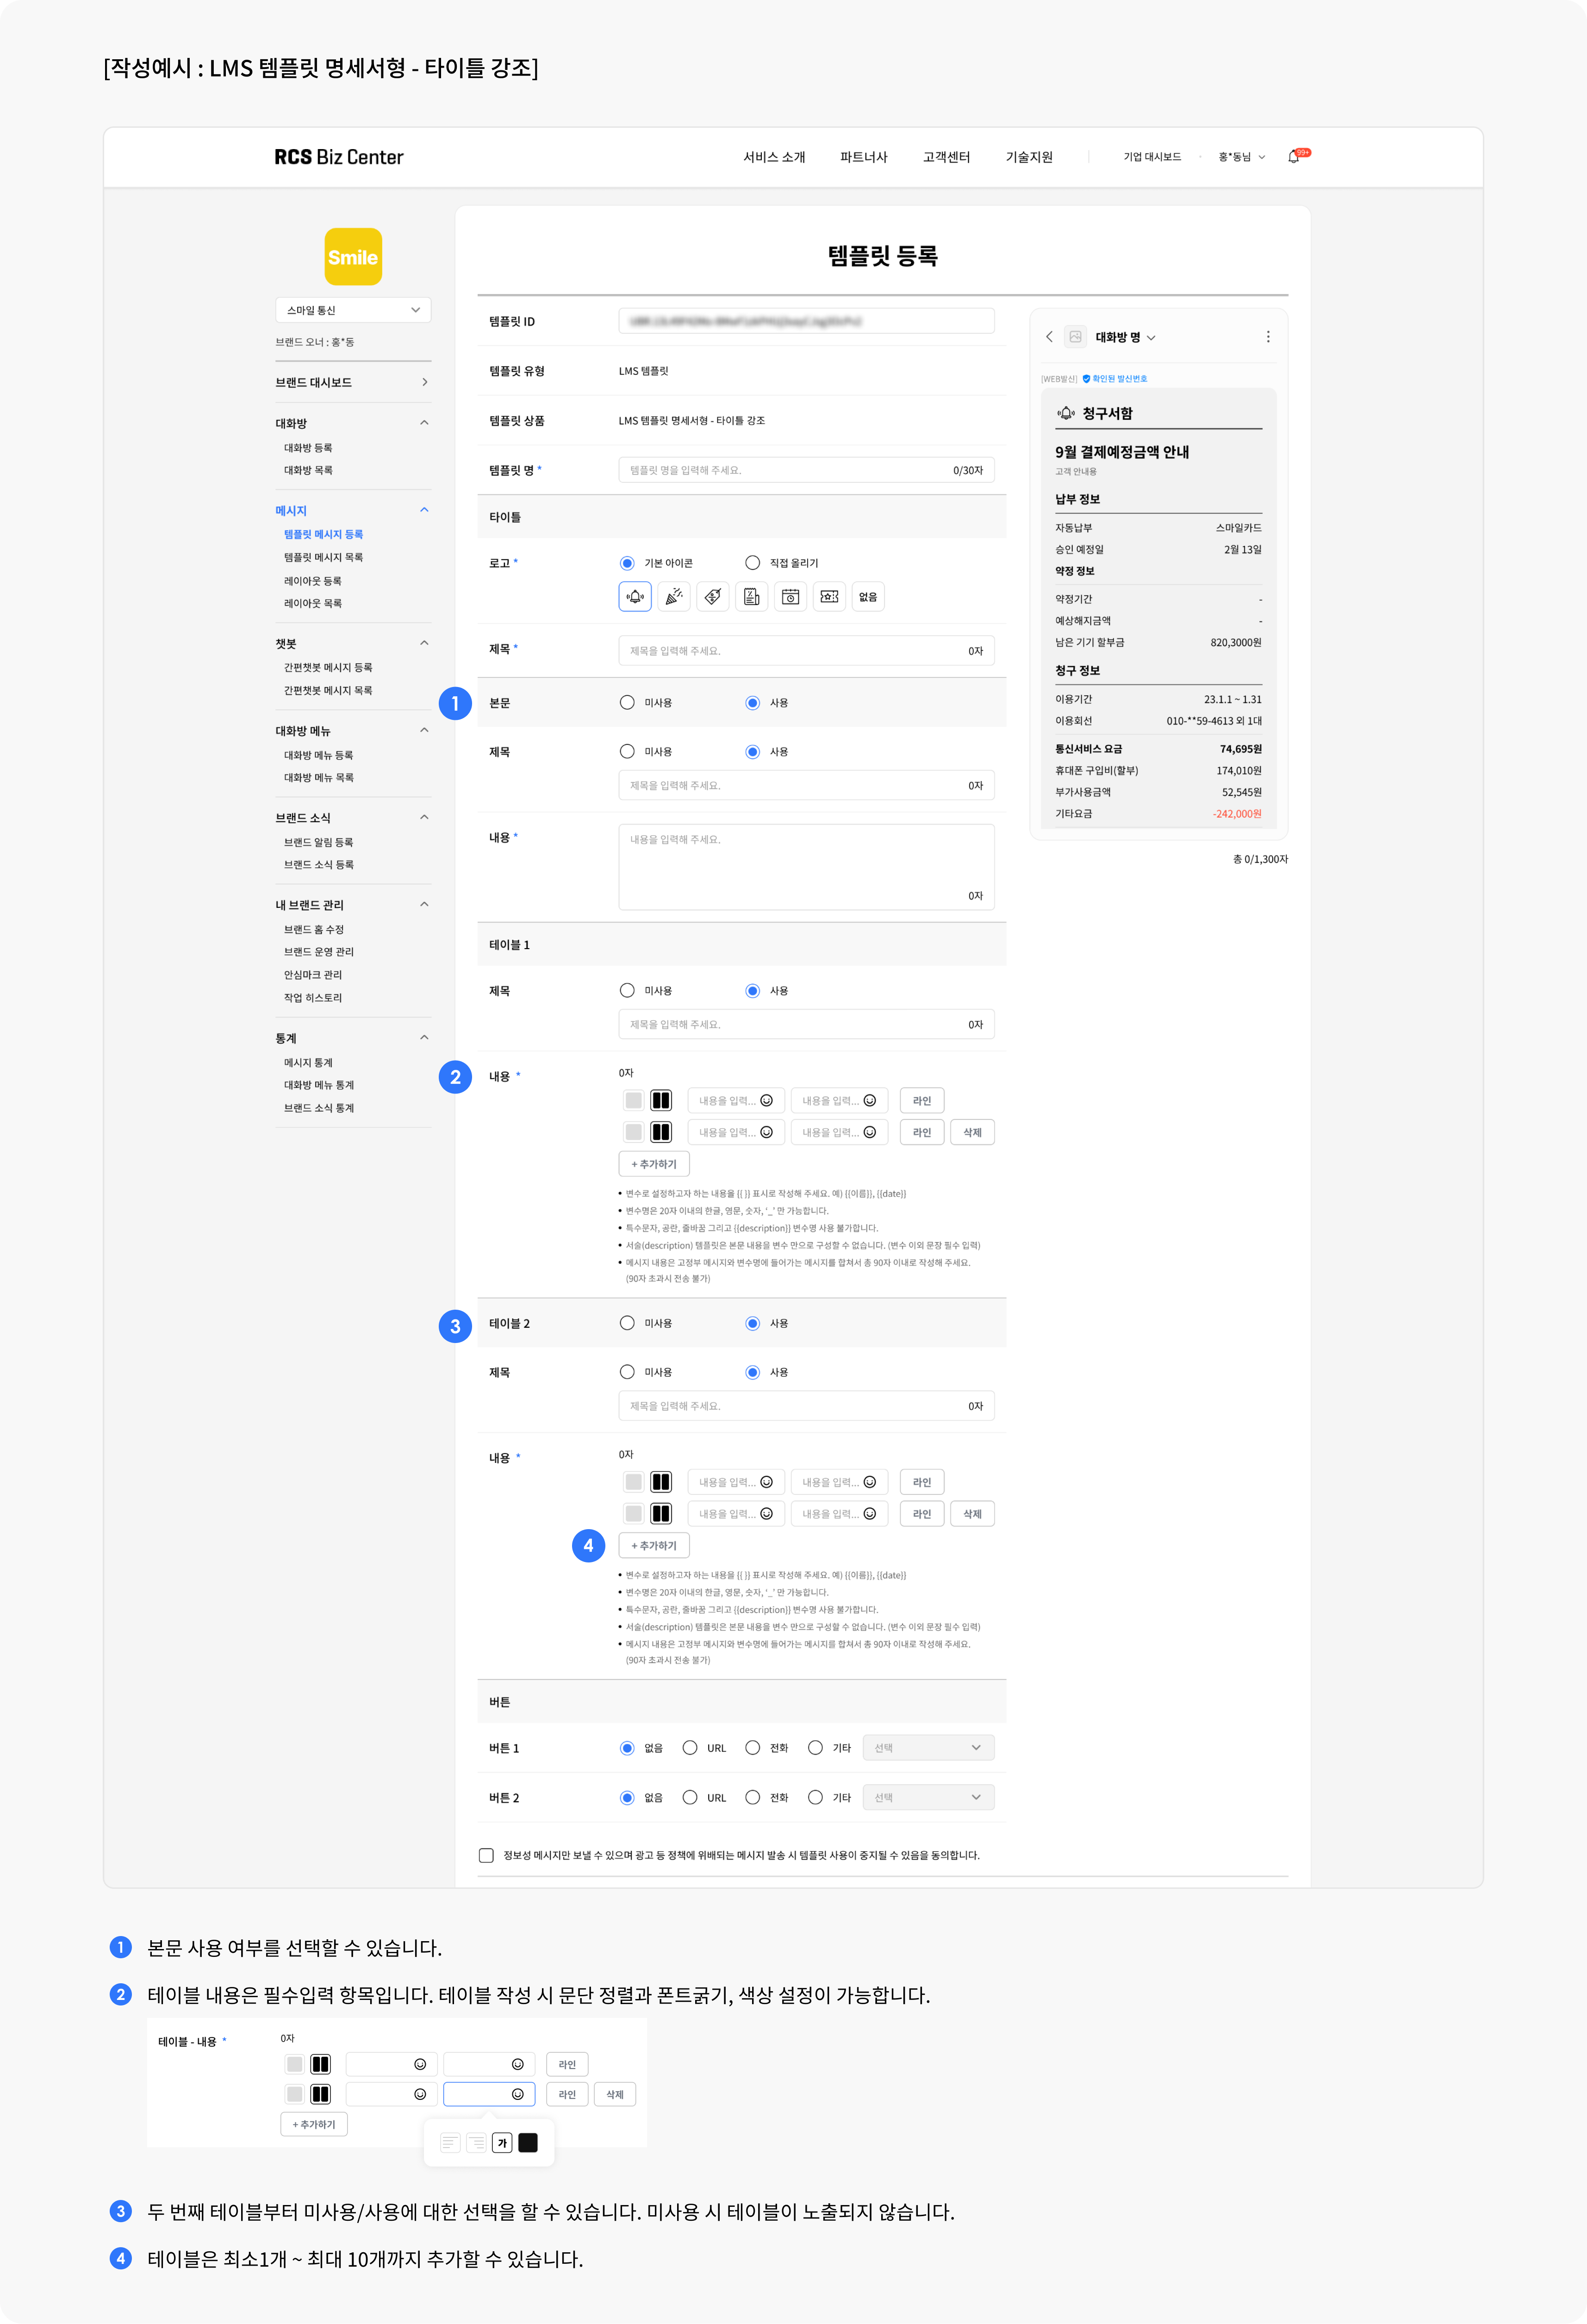 [작성예시 : LMS 템플릿 명세서형 - 타이틀 강조]
RCS Biz Center
서비스 소개 파트너사 고객센터 기술지원 기업 대시보드 · 홍*동님 99+
Smile
스마일 통신
브랜드 오너 : 홍*동
브랜드 대시보드
대화방
대화방 등록
대화방 목록
메시지
템플릿 메시지 등록
템플릿 메시지 목록
레이아웃 등록
레이아웃 목록
챗봇
간편챗봇 메시지 등록
간편챗봇 메시지 목록
대화방 메뉴
대화방 메뉴 등록
대화방 메뉴 목록
브랜드 소식
브랜드 알림 등록
브랜드 소식 등록
내 브랜드 관리
브랜드 홈 수정
브랜드 운영 관리
안심마크 관리
작업 히스토리
통계
메시지 통계
대화방 메뉴 통계
브랜드 소식 통계
템플릿 등록
템플릿 ID
템플릿 유형 LMS 템플릿
템플릿 상품 LMS 템플릿 명세서형 - 타이틀 강조
템플릿 명 * 템플릿 명을 입력해 주세요. 0/30자
타이틀
로고 * 기본 아이콘 직접 올리기
없음
제목 * 제목을 입력해 주세요. 0자
1 본문 미사용 사용
제목 미사용 사용
제목을 입력해 주세요. 0자
내용 * 내용을 입력해 주세요.
0자
테이블 1
제목 미사용 사용
제목을 입력해 주세요. 0자
2 내용 * 0자
내용을 입력... 내용을 입력... 라인
내용을 입력... 내용을 입력... 라인 삭제
+ 추가하기
• 변수로 설정하고자 하는 내용을 {{ }} 표시로 작성해 주세요. 예) {{이름}}, {{date}}
• 변수명은 20자 이내의 한글, 영문, 숫자, ‘_’ 만 가능합니다.
• 특수문자, 공란, 줄바꿈 그리고 {{description}} 변수명 사용 불가합니다.
• 서술(description) 템플릿은 본문 내용을 변수 만으로 구성할 수 없습니다. (변수 이외 문장 필수 입력)
• 메시지 내용은 고정부 메시지와 변수명에 들어가는 메시지를 합쳐서 총 90자 이내로 작성해 주세요.
(90자 초과시 전송 불가)
3 테이블 2 미사용 사용
제목 미사용 사용
제목을 입력해 주세요. 0자
내용 * 0자
내용을 입력... 내용을 입력... 라인
내용을 입력... 내용을 입력... 라인 삭제
4 + 추가하기
• 변수로 설정하고자 하는 내용을 {{ }} 표시로 작성해 주세요. 예) {{이름}}, {{date}}
• 변수명은 20자 이내의 한글, 영문, 숫자, ‘_’ 만 가능합니다.
• 특수문자, 공란, 줄바꿈 그리고 {{description}} 변수명 사용 불가합니다.
• 서술(description) 템플릿은 본문 내용을 변수 만으로 구성할 수 없습니다. (변수 이외 문장 필수 입력)
• 메시지 내용은 고정부 메시지와 변수명에 들어가는 메시지를 합쳐서 총 90자 이내로 작성해 주세요.
(90자 초과시 전송 불가)
버튼
버튼 1 없음 URL 전화 기타 선택
버튼 2 없음 URL 전화 기타 선택
정보성 메시지만 보낼 수 있으며 광고 등 정책에 위배되는 메시지 발송 시 템플릿 사용이 중지될 수 있음을 동의합니다.
대화방 명
[WEB발신] 확인된 발신번호
청구서함
9월 결제예정금액 안내
고객 안내용
납부 정보
자동납부 스마일카드
승인 예정일 2월 13일
약정 정보
약정기간 -
예상해지금액 -
남은 기기 할부금 820,3000원
청구 정보
이용기간 23.1.1 ~ 1.31
이용회선 010-**59-4613 외 1대
통신서비스 요금 74,695원
휴대폰 구입비(할부) 174,010원
부가사용금액 52,545원
기타요금 -242,000원
총 0/1,300자
1 본문 사용 여부를 선택할 수 있습니다.
2 테이블 내용은 필수입력 항목입니다. 테이블 작성 시 문단 정렬과 폰트굵기, 색상 설정이 가능합니다.
테이블 - 내용 * 0자
라인
라인 삭제
+ 추가하기
가
3 두 번째 테이블부터 미사용/사용에 대한 선택을 할 수 있습니다. 미사용 시 테이블이 노출되지 않습니다.
4 테이블은 최소1개 ~ 최대 10개까지 추가할 수 있습니다.